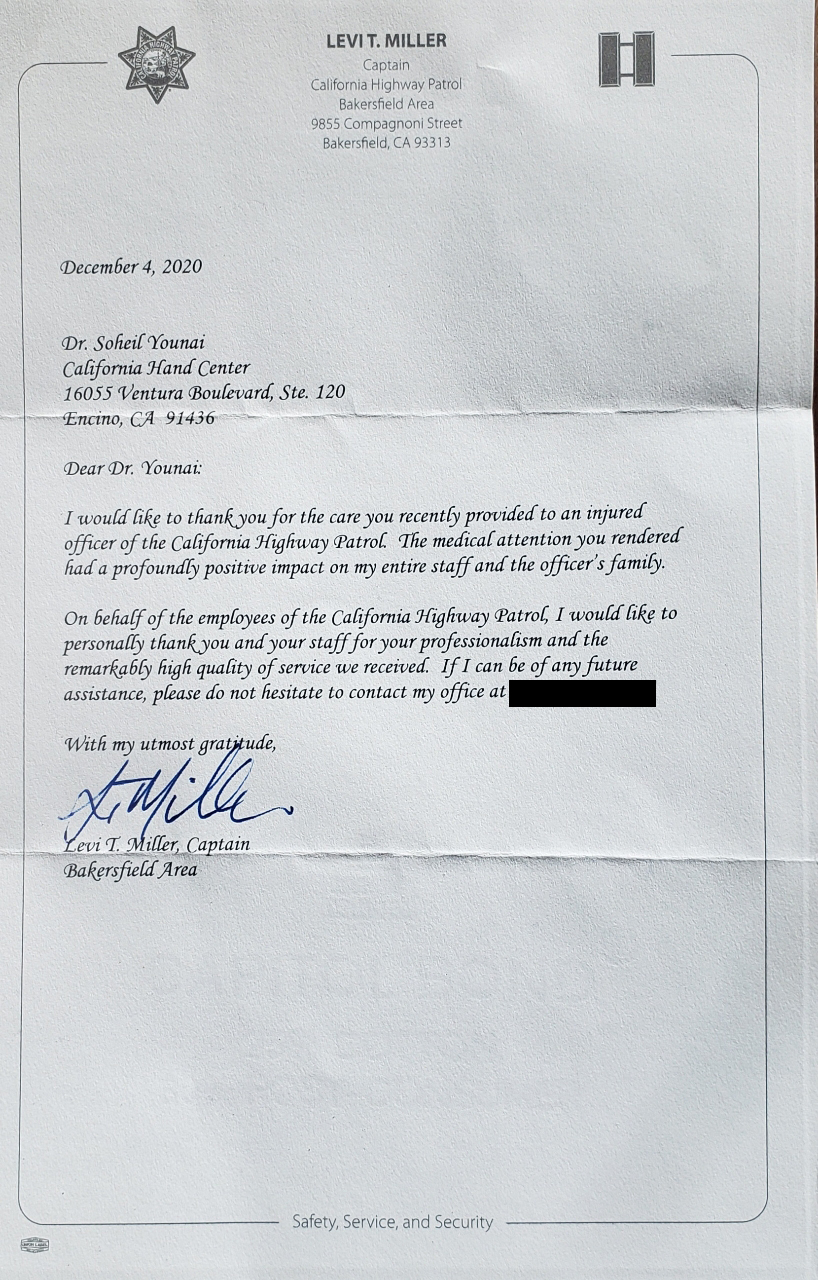 LEVI T. MILLER
Captain
California Highway Patrol
Bakersfield Area
9855 Compagnoni Street
Bakersfield, CA 93313
December 4, 2020
Dr. Soheil Younai
California Hand Center
16055 Ventura Boulevard, Ste. 120
Encino, CA 91436
Dear Dr. Younai:
I would like to thank you for the care you recently provided to an injured
officer of the California Highway Patrol. The medical attention you rendered
had a profoundly positive impact on my entire staff and the officer's family.
On behalf of the employees of the California Highway Patrol, I would like to
personally thank you and your staff for your professionalism and the
remarkably high quality of service we received. If I can be of any future
assistance, please do not hesitate to contact my office at
With my utmost gratitude,
Levi T. Miller, Captain
Bakersfield Area
Safety, Service, and Security